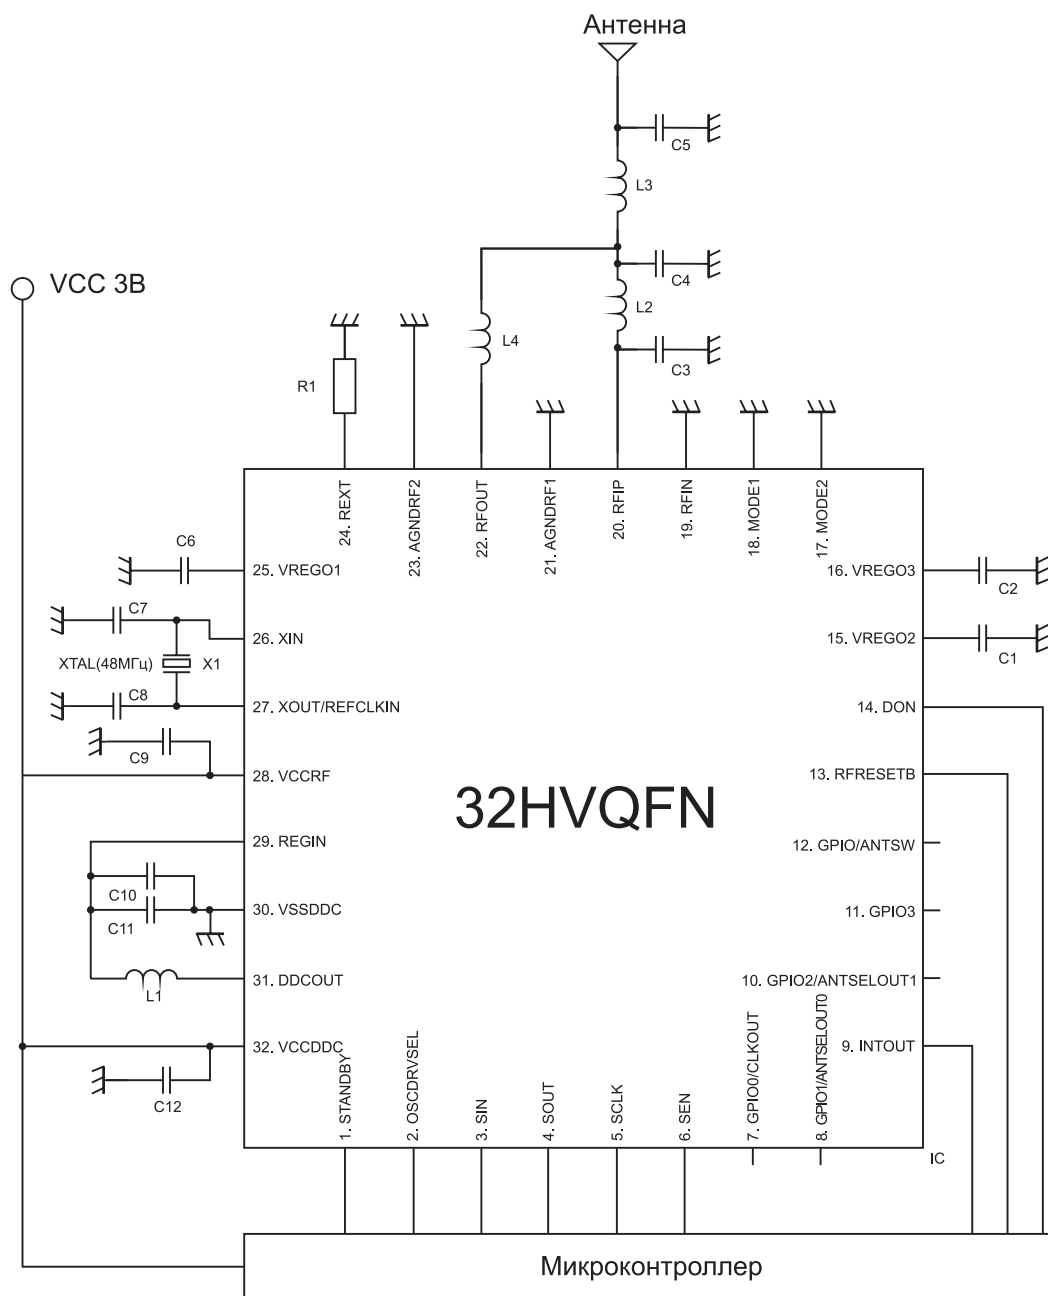 Антенна
C5
L3
VCC 3В
C4
L2
L4
C3
R1
24. REXT
23. AGNDRF2
22. RFOUT
21. AGNDRF1
20. RFIP
19. RFIN
18. MODE1
17. MODE2
C6
25. VREGO1
16. VREGO3
C2
C7
26. XIN
15. VREGO2
C1
XTAL(48МГц)
X1
C8
27. XOUT/REFCLKIN
14. DON
C9
28. VCCRF
13. RFRESETB
32HVQFN
29. REGIN
12. GPIO/ANTSW
C10
30. VSSDDC
11. GPIO3
C11
31. DDCOUT
10. GPIO2/ANTSELOUT1
L1
32. VCCDDC
9. INTOUT
C12
1. STANDBY
2. OSCDRVSEL
3. SIN
4. SOUT
5. SCLK
6. SEN
7. GPIO0/CLKOUT
8. GPIO1/ANTSELOUT0
IC
Микроконтроллер